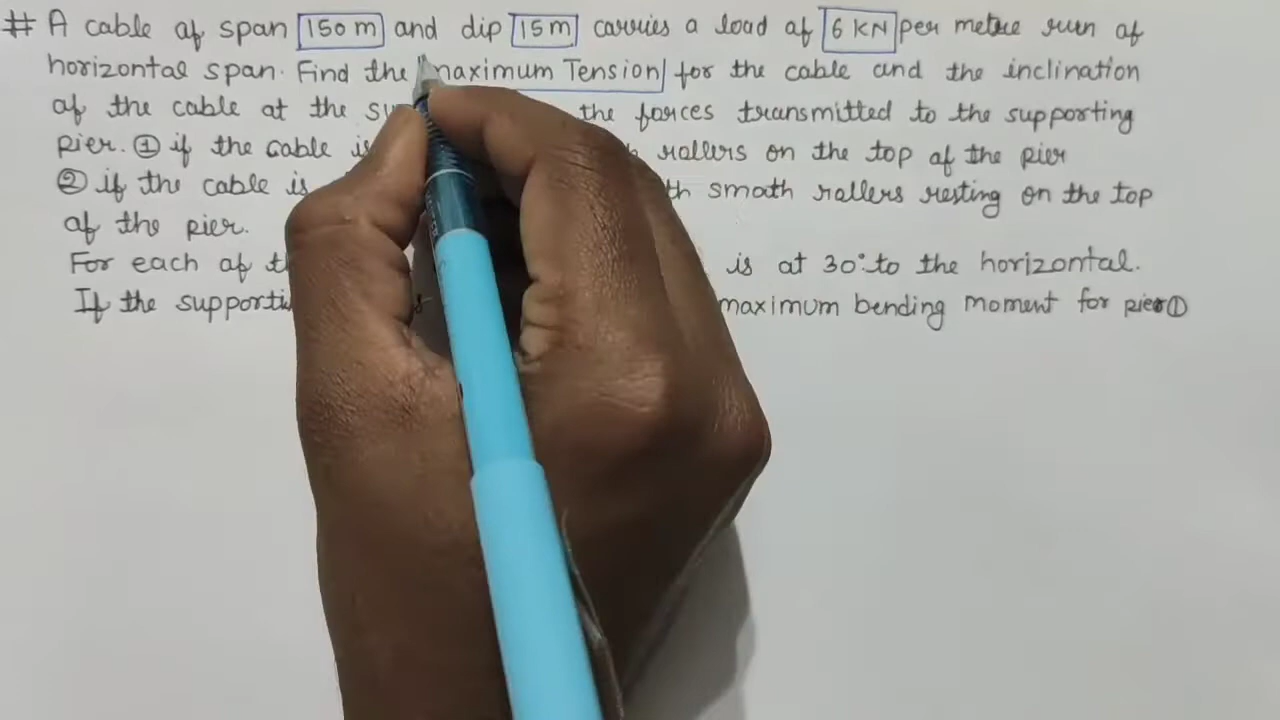 # A cable of span 150 m and dip 15 m carries a load of 6 KN per metre run of
horizontal span. Find the maximum Tension for the cable and the inclination
of the cable at the the forces transmitted to the supporting
pier. ① if the cable is rollers on the top of the pier
② if the cable is smoth rollers resting on the top
of the pier.
For each of is at 30° to the horizontal.
If the maximum bending moment for pier ①